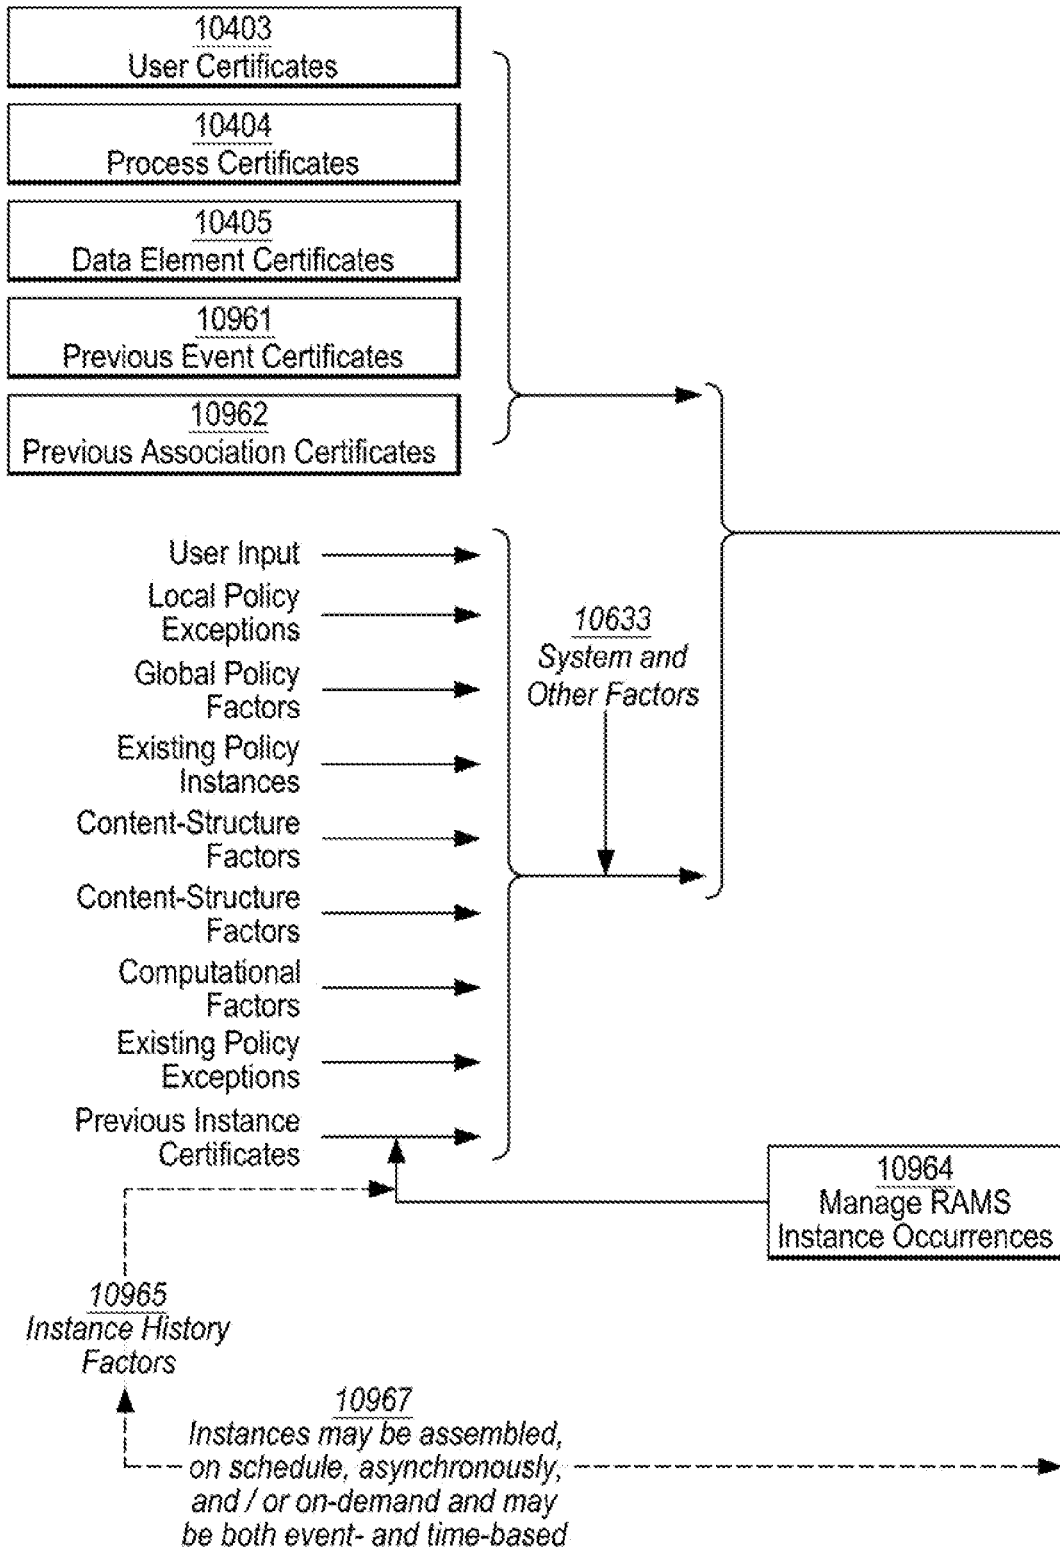 10403
User Certificates
10404
Process Certificates
10405
Data Element Certificates
10961
Previous Event Certificates
10962
Previous Association Certificates
User Input
Local Policy
Exceptions
Global Policy
Factors
Existing Policy
Instances
Content-Structure
Factors
Content-Structure
Factors
Computational
Factors
Existing Policy
Exceptions
Previous Instance
Certificates
10633
System and
Other Factors
10964
Manage RAMS
Instance Occurrences
10965
Instance History
Factors
10967
Instances may be assembled,
on schedule, asynchronously,
and / or on-demand and may
be both event- and time-based